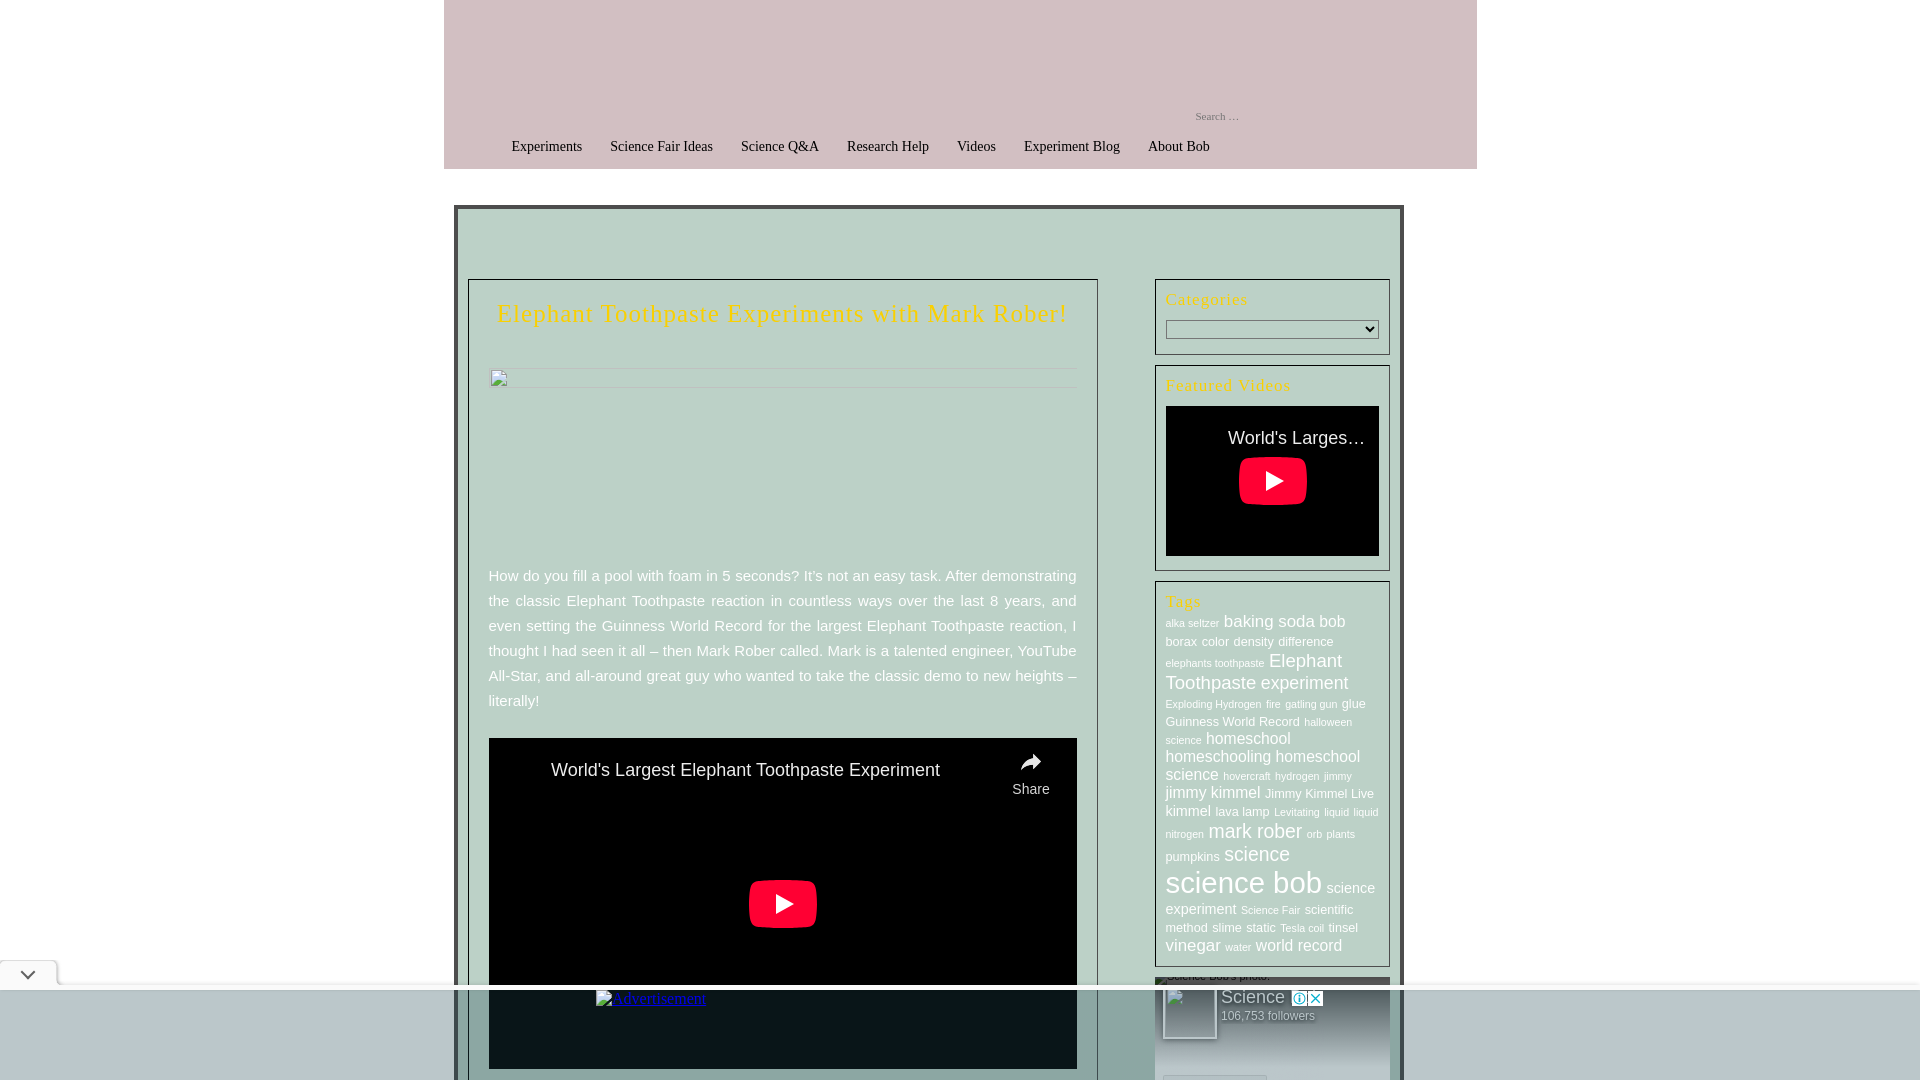 Search …
Experiments Science Fair Ideas Science Q&A Research Help Videos Experiment Blog About Bob
Elephant Toothpaste Experiments with Mark Rober!
How do you fill a pool with foam in 5 seconds? It’s not an easy task. After demonstrating
the classic Elephant Toothpaste reaction in countless ways over the last 8 years, and
even setting the Guinness World Record for the largest Elephant Toothpaste reaction, I
thought I had seen it all – then Mark Rober called. Mark is a talented engineer, YouTube
All-Star, and all-around great guy who wanted to take the classic demo to new heights –
literally!
World's Largest Elephant Toothpaste Experiment
Share
Advertisement
Categories
Featured Videos
World's Larges…
Tags
alka seltzer baking soda bob
borax color density difference
elephants toothpaste Elephant
Toothpaste experiment
Exploding Hydrogen fire gatling gun glue
Guinness World Record halloween
science homeschool
homeschooling homeschool
science hovercraft hydrogen jimmy
jimmy kimmel Jimmy Kimmel Live
kimmel lava lamp Levitating liquid liquid
nitrogen mark rober orb plants
pumpkins science
science bob science
experiment Science Fair scientific
method slime static Tesla coil tinsel
vinegar water world record
Science Bob's photo.
Science
106,753 followers